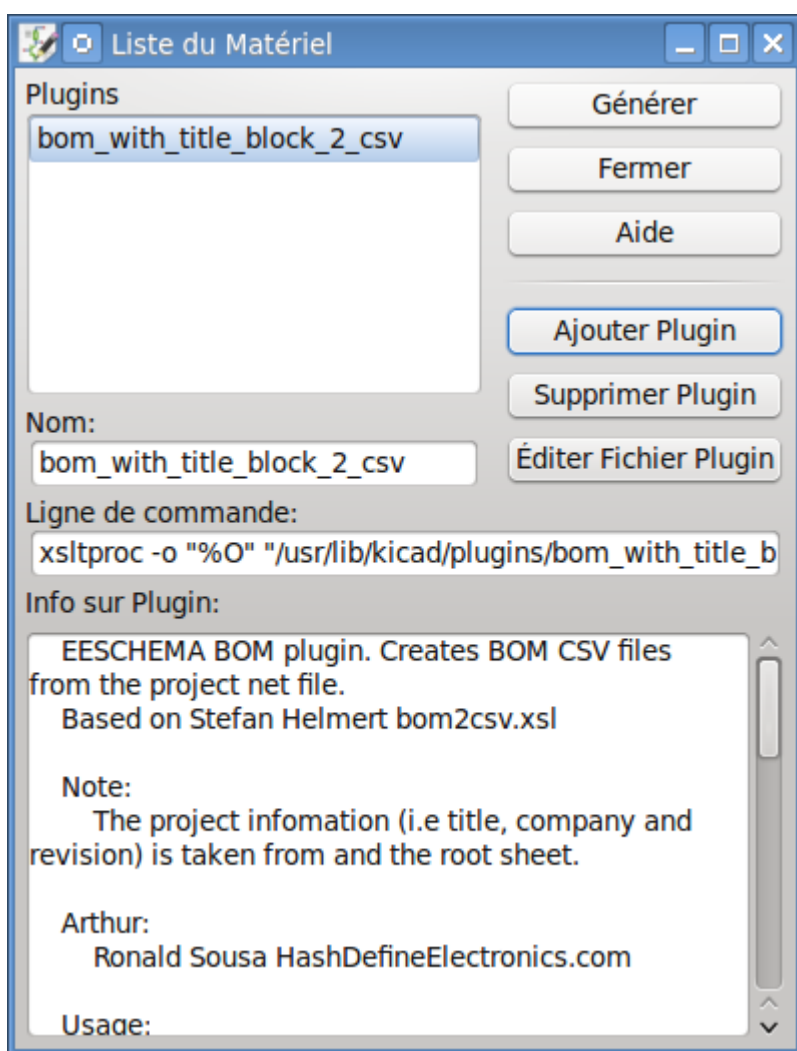 Liste du Matériel
Plugins
bom_with_title_block_2_csv
Générer
Fermer
Aide
Ajouter Plugin
Supprimer Plugin
Éditer Fichier Plugin
Nom:
bom_with_title_block_2_csv
Ligne de commande:
xsltproc -o "%O" "/usr/lib/kicad/plugins/bom_with_title_b
Info sur Plugin:
EESCHEMA BOM plugin. Creates BOM CSV files
from the project net file.
Based on Stefan Helmert bom2csv.xsl
Note:
The project infomation (i.e title, company and
revision) is taken from and the root sheet.
Arthur:
Ronald Sousa HashDefineElectronics.com
Usage: